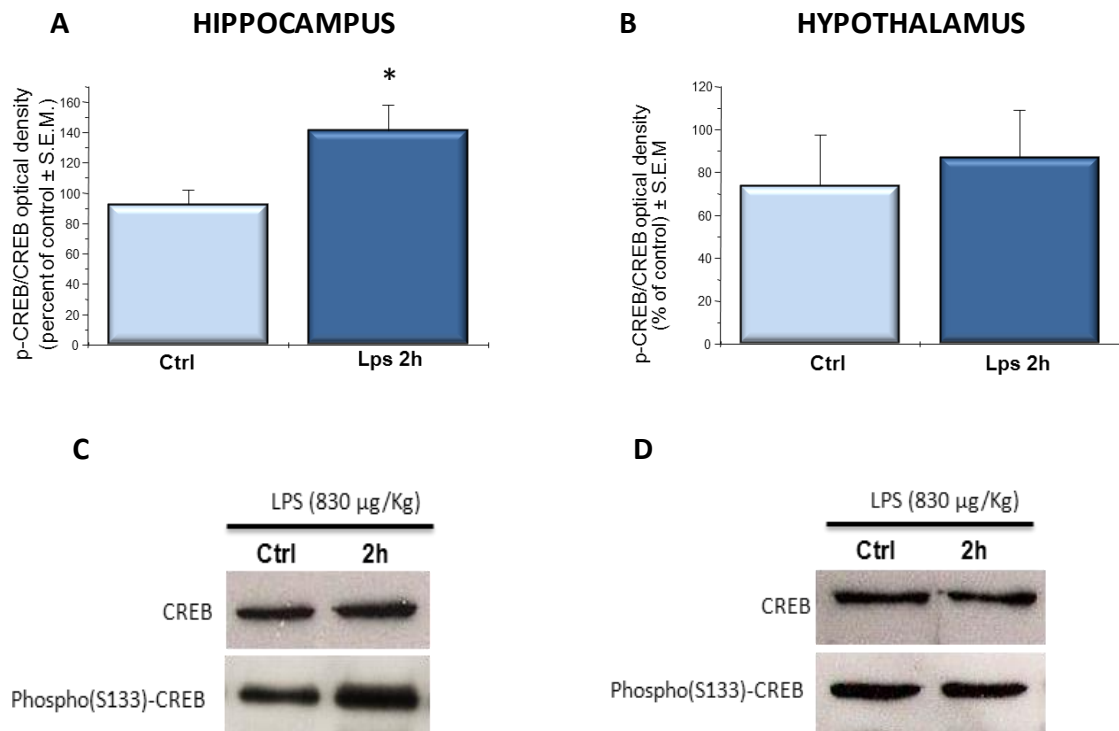 A HIPPOCAMPUS
p-CREB/CREB optical density
(percent of control ± S.E.M.)
160
140
120
100
80
60
40
20
0
*
Ctrl Lps 2h
B HYPOTHALAMUS
p-CREB/CREB optical density
(% of control) ± S.E.M
120
100
80
60
40
20
0
Ctrl Lps 2h
C
LPS (830 µg/Kg)
Ctrl 2h
CREB
Phospho(S133)-CREB
D
LPS (830 µg/Kg)
Ctrl 2h
CREB
Phospho(S133)-CREB